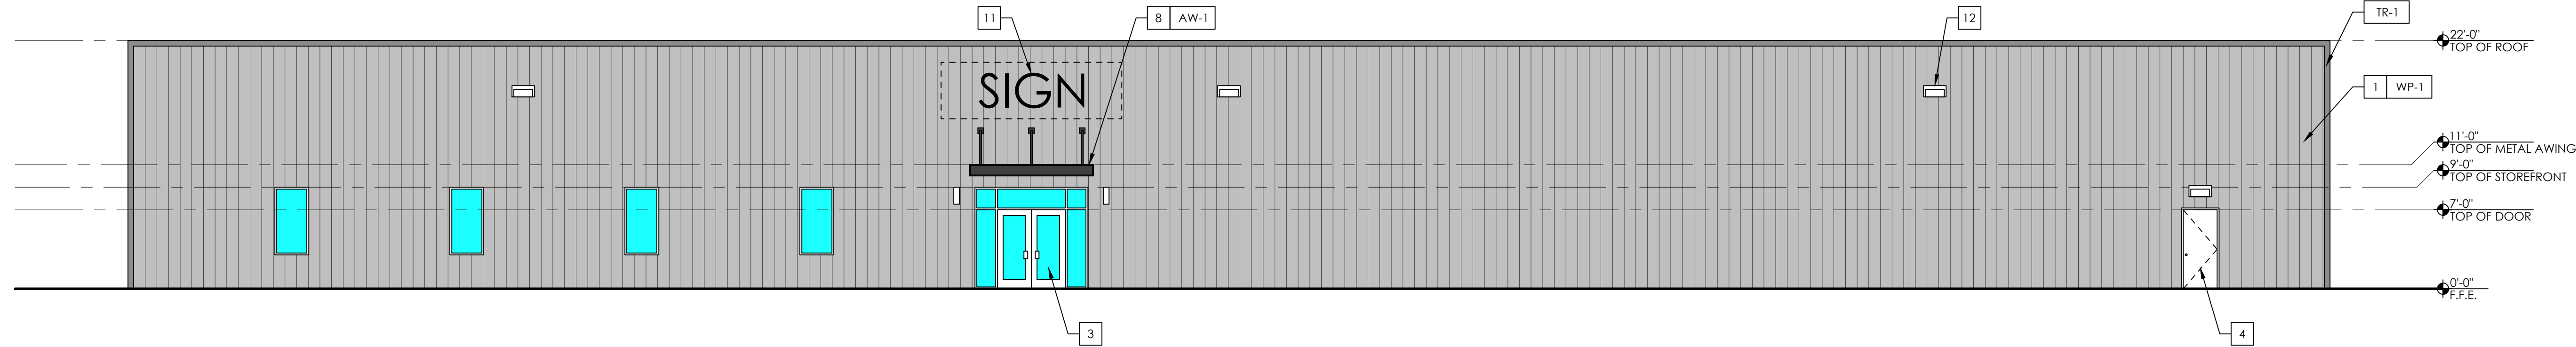 11
8 AW-1
12
TR-1
SIGN
22'-0"
TOP OF ROOF
1 WP-1
11'-0"
TOP OF METAL AWING
9'-0"
TOP OF STOREFRONT
7'-0"
TOP OF DOOR
0'-0"
F.F.E.
3
4